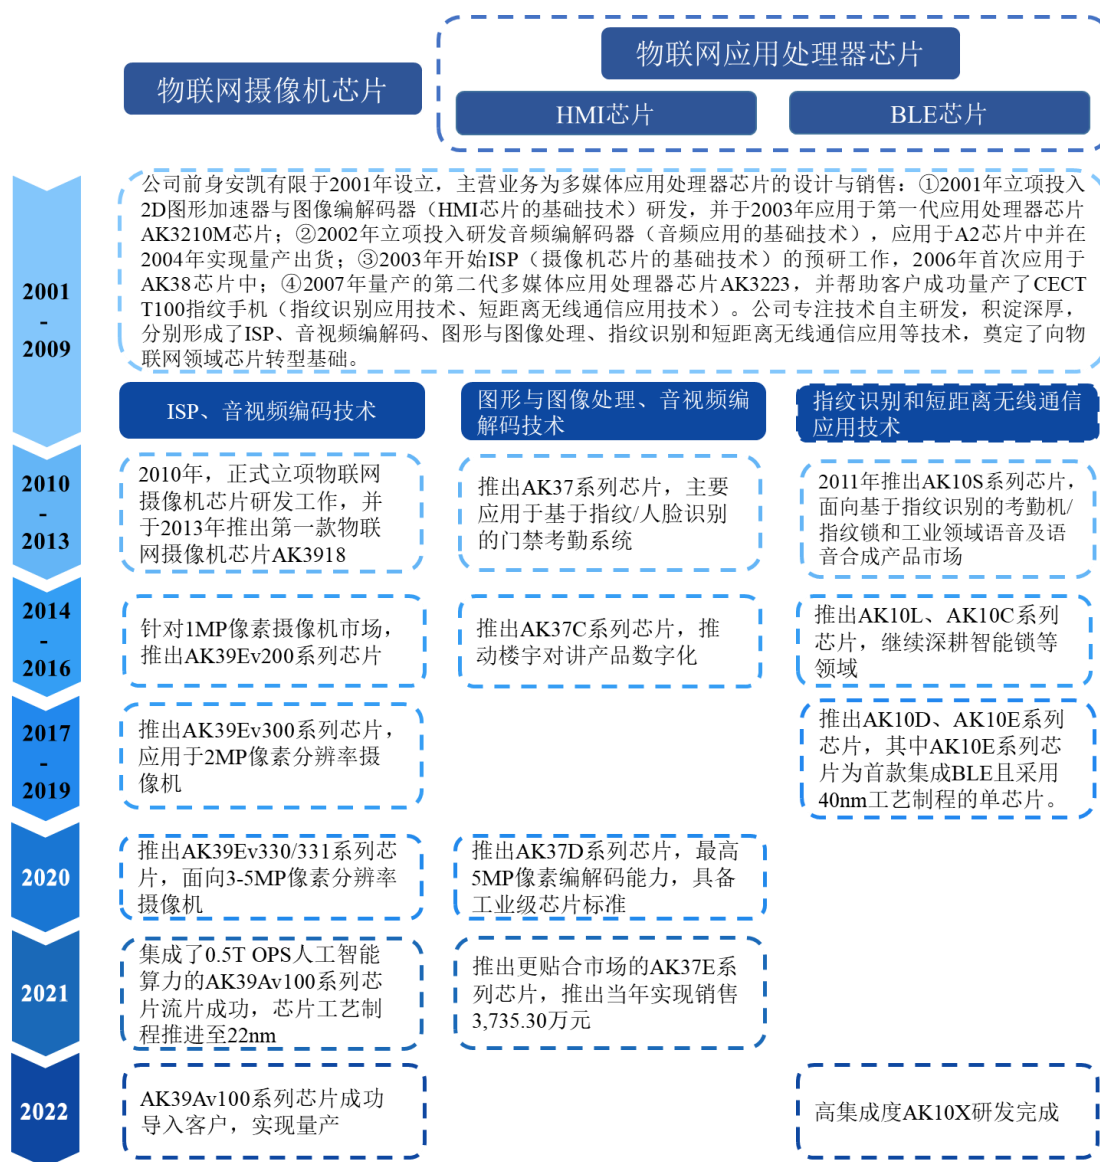 物联网摄像机芯片
物联网应用处理器芯片
HMI芯片
BLE芯片
2001
-
2009
公司前身安凯有限于2001年设立，主营业务为多媒体应用处理器芯片的设计与销售：①2001年立项投入
2D图形加速器与图像编解码器（HMI芯片的基础技术）研发，并于2003年应用于第一代应用处理器芯片
AK3210M芯片；②2002年立项投入研发音频编解码器（音频应用的基础技术），应用于A2芯片中并在
2004年实现量产出货；③2003年开始ISP（摄像机芯片的基础技术）的预研工作，2006年首次应用于
AK38芯片中；④2007年量产的第二代多媒体应用处理器芯片AK3223，并帮助客户成功量产了CECT
T100指纹手机（指纹识别应用技术、短距离无线通信应用技术）。公司专注技术自主研发，积淀深厚，
分别形成了ISP、音视频编解码、图形与图像处理、指纹识别和短距离无线通信应用等技术，奠定了向物
联网领域芯片转型基础。
ISP、音视频编码技术
图形与图像处理、音视频编
解码技术
指纹识别和短距离无线通信
应用技术
2010
-
2013
2010年，正式立项物联网
摄像机芯片研发工作，并
于2013年推出第一款物联
网摄像机芯片AK3918
推出AK37系列芯片，主要
应用于基于指纹/人脸识别
的门禁考勤系统
2011年推出AK10S系列芯片，
面向基于指纹识别的考勤机/
指纹锁和工业领域语音及语
音合成产品市场
2014
-
2016
针对1MP像素摄像机市场，
推出AK39Ev200系列芯片
推出AK37C系列芯片，推
动楼宇对讲产品数字化
推出AK10L、AK10C系列
芯片，继续深耕智能锁等
领域
2017
-
2019
推出AK39Ev300系列芯片，
应用于2MP像素分辨率摄
像机
推出AK10D、AK10E系列
芯片，其中AK10E系列芯
片为首款集成BLE且采用
40nm工艺制程的单芯片。
2020
推出AK39Ev330/331系列芯
片，面向3-5MP像素分辨率
摄像机
推出AK37D系列芯片，最高
5MP像素编解码能力，具备
工业级芯片标准
2021
集成了0.5T OPS人工智能
算力的AK39Av100系列芯
片流片成功，芯片工艺制
程推进至22nm
推出更贴合市场的AK37E系
列芯片，推出当年实现销售
3,735.30万元
2022
AK39Av100系列芯片成功
导入客户，实现量产
高集成度AK10X研发完成